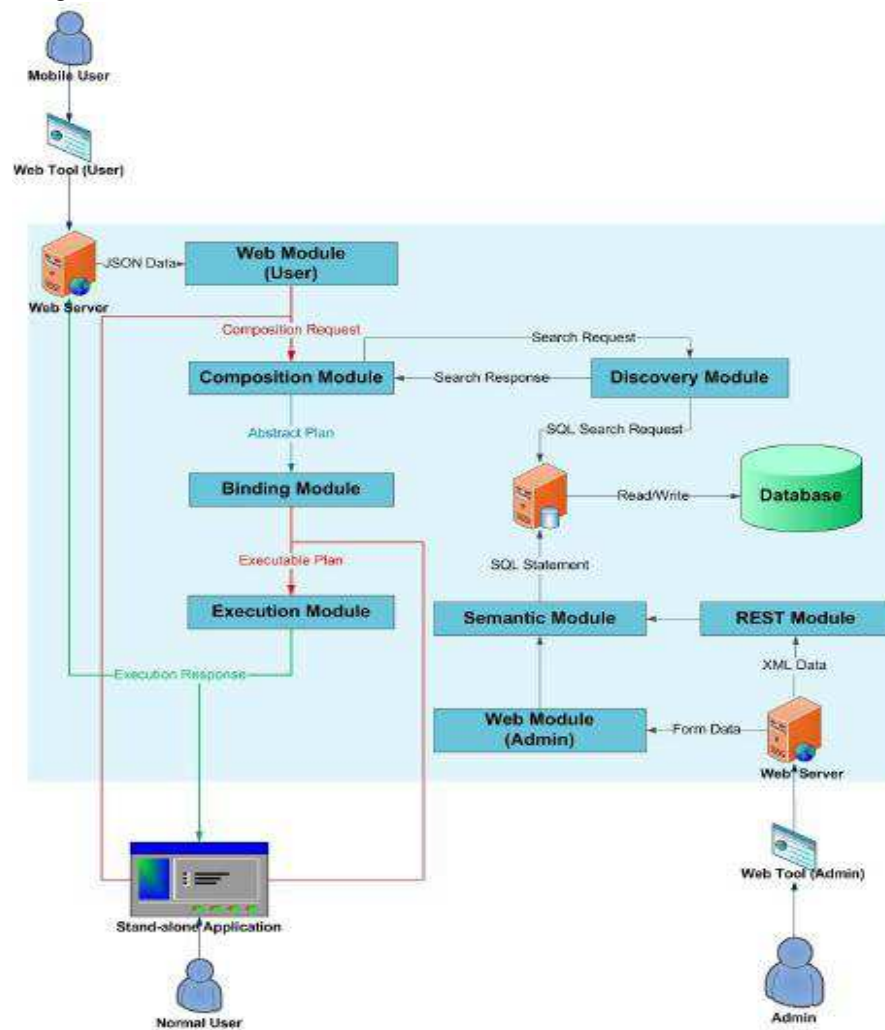 Mobile User
Web Tool (User)
Web Server
JSON Data
Web Module
(User)
Composition Request
Search Request
Composition Module
Search Response
Discovery Module
Abstract Plan
SQL Search Request
Binding Module
Read/Write
Database
Executable Plan
SQL Statement
Execution Module
Semantic Module
REST Module
Execution Response
XML Data
Web Module
(Admin)
Form Data
Web Server
Web Tool (Admin)
Stand-alone Application
Normal User
Admin